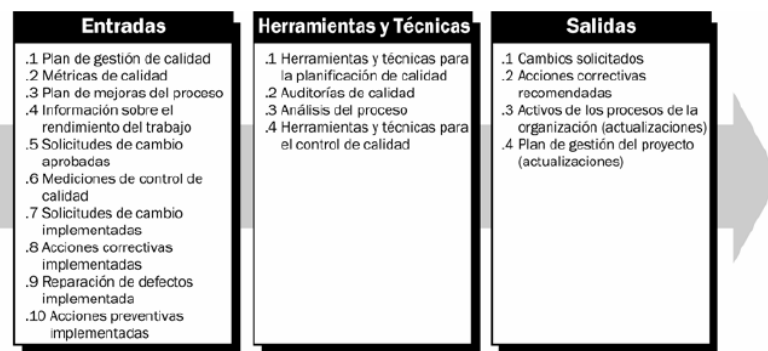 Entradas
.1 Plan de gestión de calidad
.2 Métricas de calidad
.3 Plan de mejoras del proceso
.4 Información sobre el
rendimiento del trabajo
.5 Solicitudes de cambio
aprobadas
.6 Mediciones de control de
calidad
.7 Solicitudes de cambio
implementadas
.8 Acciones correctivas
implementadas
.9 Reparación de defectos
implementada
.10 Acciones preventivas
implementadas
Herramientas y Técnicas
.1 Herramientas y técnicas para
la planificación de calidad
.2 Auditorías de calidad
.3 Análisis del proceso
.4 Herramientas y técnicas para
el control de calidad
Salidas
.1 Cambios solicitados
.2 Acciones correctivas
recomendadas
.3 Activos de los procesos de la
organización (actualizaciones)
.4 Plan de gestión del proyecto
(actualizaciones)